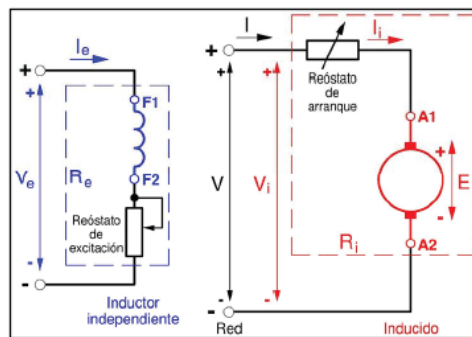 I
Ie
Ii
+
+
Reóstato de
arranque
+
F1
+
+
A1
Ve
Re
V
Vi
+
E
-
F2
Reóstato
de
excitación
Ri
A2
-
-
-
-
-
Inductor
independiente
Red
Inducido